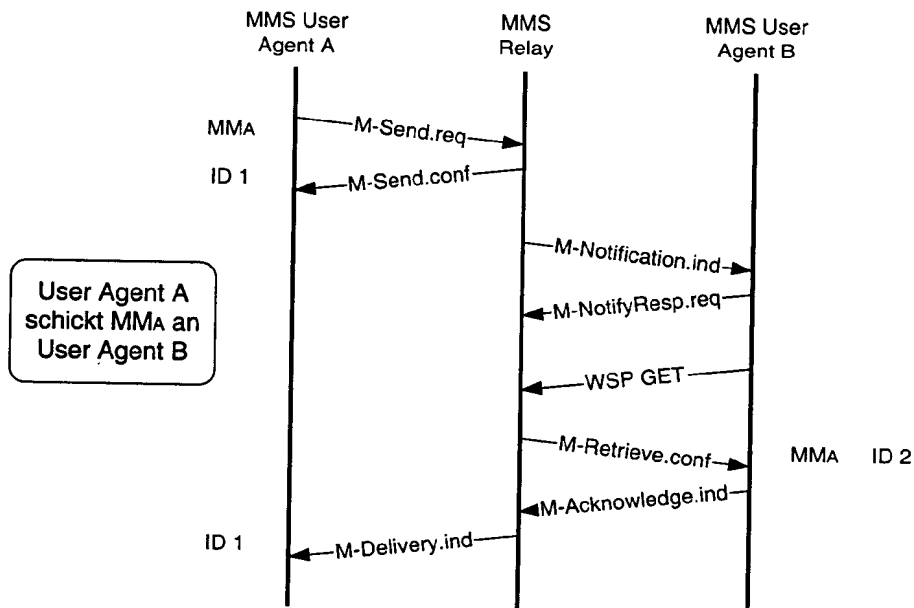 MMS User
Agent A
MMS
Relay
MMS User
Agent B
MMA
M-Send.req
ID 1
M-Send.conf
M-Notification.ind
User Agent A
schickt MMA an
User Agent B
M-NotifyResp.req
WSP GET
M-Retrieve.conf
MMA ID 2
M-Acknowledge.ind
ID 1
M-Delivery.ind